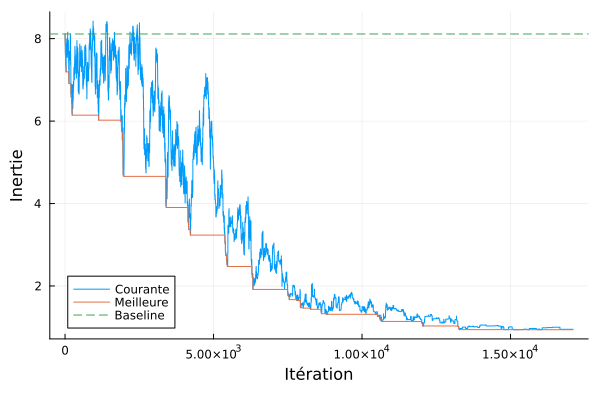 Inertie
8
6
4
2
Courante
Meilleure
Baseline
0
5.00×10³
1.00×10⁴
1.50×10⁴
Itération